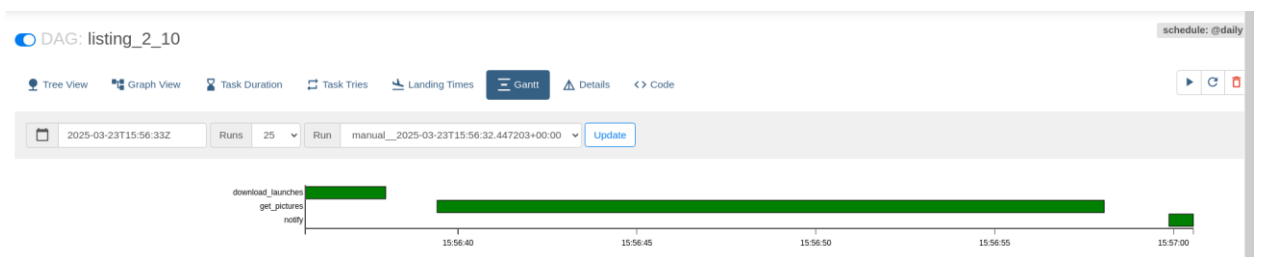 DAG: listing_2_10
schedule: @daily
Tree View Graph View Task Duration Task Tries Landing Times Gantt Details <> Code
2025-03-23T15:56:33Z Runs 25 Run manual__2025-03-23T15:56:32.447203+00:00 Update
download_launches
get_pictures
notify
15:56:40 15:56:45 15:56:50 15:56:55 15:57:00